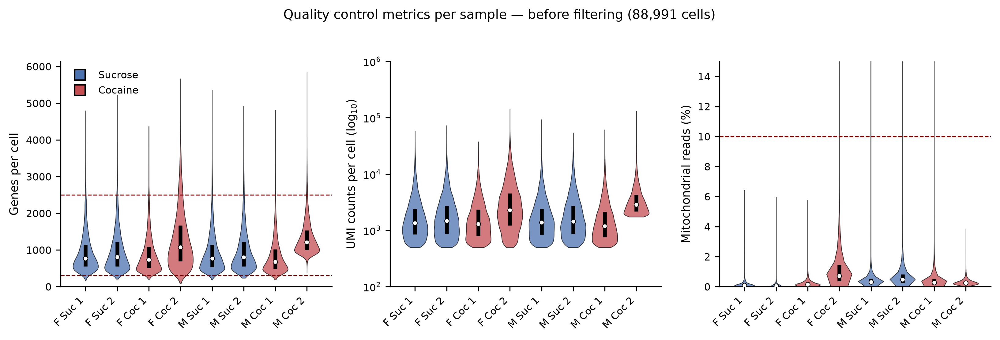 Quality control metrics per sample — before filtering (88,991 cells)
Genes per cell
6000
5000
4000
3000
2000
1000
0
Sucrose
Cocaine
F Suc 1
F Suc 2
F Coc 1
F Coc 2
M Suc 1
M Suc 2
M Coc 1
M Coc 2
UMI counts per cell (log₁₀)
10⁶
10⁵
10⁴
10³
10²
F Suc 1
F Suc 2
F Coc 1
F Coc 2
M Suc 1
M Suc 2
M Coc 1
M Coc 2
Mitochondrial reads (%)
14
12
10
8
6
4
2
0
F Suc 1
F Suc 2
F Coc 1
F Coc 2
M Suc 1
M Suc 2
M Coc 1
M Coc 2